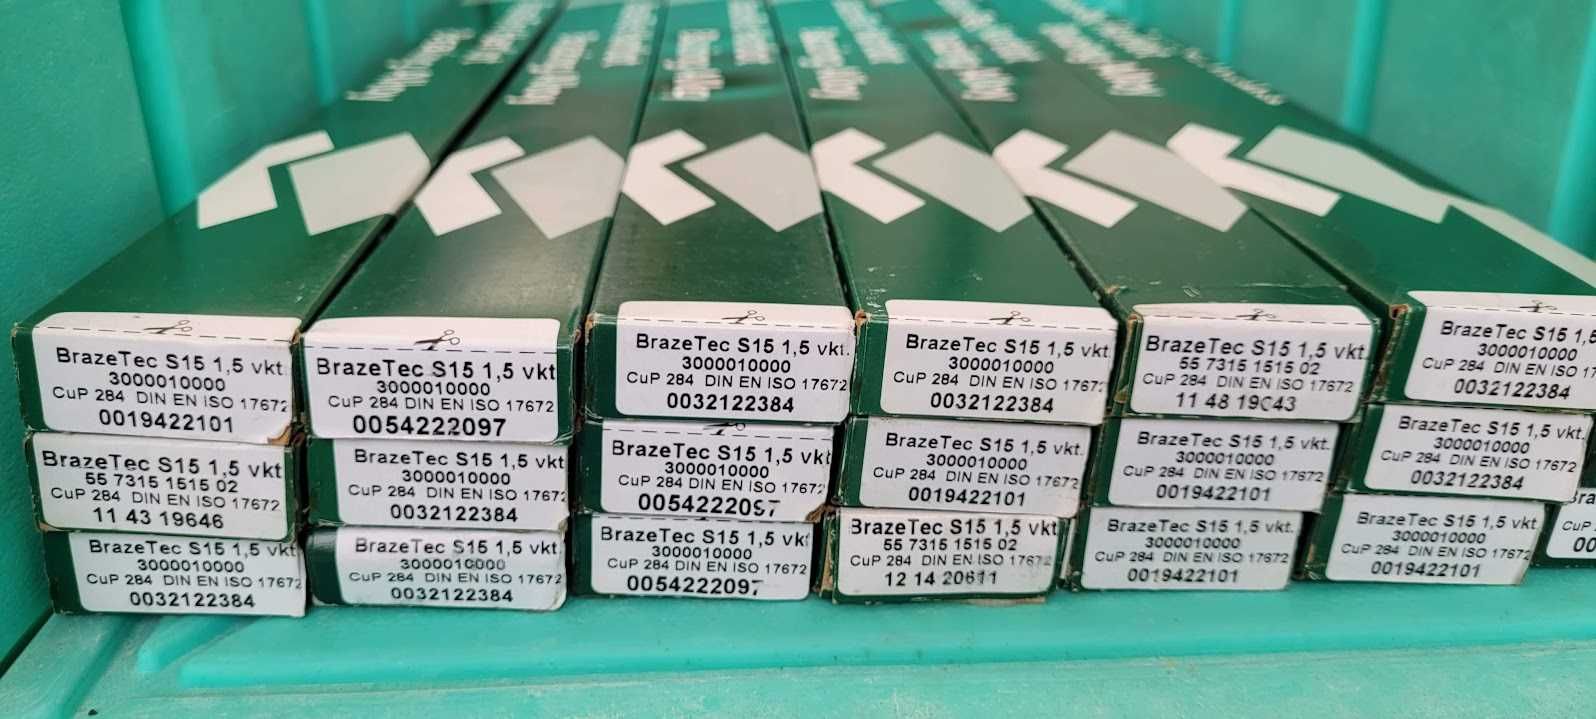 BrazeTec S15 1,5 vkt
3000010000
CuP 284 DIN EN ISO 17672
0019422101
BrazeTec S15 1,5 vkt
3000010000
CuP 284 DIN EN ISO 17672
0054222097
BrazeTec S15 1,5 vkt.
3000010000
CuP 284 DIN EN ISO 17672
0032122384
BrazeTec S15 1,5 vkt.
3000010000
CuP 284 DIN EN ISO 1767
0032122384
BrazeTec S15 1,5 vkt.
55 7315 1515 02
CuP 284 DIN EN ISO 17672
11 48
BrazeTec S15 1,5
3000010000
CuP 284 DIN EN ISO 17
0032122384
BrazeTec S15 1,5 vkt
55 7315 1515 02
CuP 284 DIN EN ISO 17672
11 43 19646
BrazeTec S15 1,5 vkt
3000010000
CuP 284 DIN EN ISO 17672
0032122384
BrazeTec S15 1,5 vkt
3000010000
CuP 284 DIN EN ISO 17672
0054222097
BrazeTec S15 1,5 vkt.
3000010000
CuP 284 DIN EN ISO 17672
0019422101
BrazeTec S15 1,5 vkt.
3000010000
CuP 284 DIN EN ISO 17672
0019422101
BrazeTec S15 1,5 vkt.
3000010000
CuP 284 DIN EN ISO 17672
0032122384
BrazeTec S15 1,5 vkt
3000010000
CuP 284 DIN EN ISO 17672
0032122384
BrazeTec S15 1,5 vkt.
3000010000
CuP 284 DIN EN ISO 17672
0032122384
BrazeTec S15 1,5 vkt
3000010000
CuP 284 DIN EN ISO 17672
0054222097
BrazeTec S15 1,5 vkt
55 7315 1515 02
CuP 284 DIN EN ISO 17672
12 14 20611
BrazeTec S15 1,5 vkt.
3000010000
CuP 284 DIN EN ISO 17672
0019422101
BrazeTec S15 1,5 vkt.
3000010000
CuP 284 DIN EN ISO 17672
0019422101
CuP
00